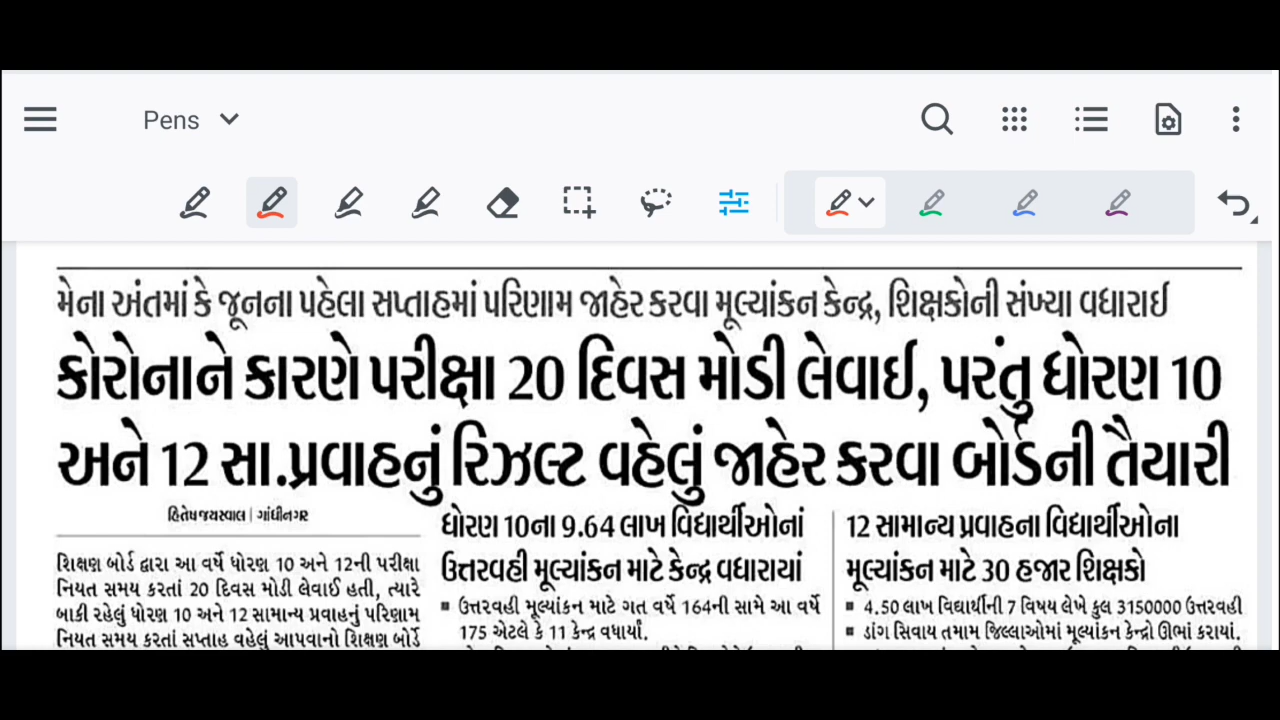 Pens
મેના અંતમાં કે જૂનના પહેલા સપ્તાહમાં પરિણામ જાહેર કરવા મૂલ્યાંકન કેન્દ્ર, શિક્ષકોની સંખ્યા વધારાઈ
કોરોનાને કારણે પરીક્ષા 20 દિવસ મોડી લેવાઈ, પરંતુ ધોરણ 10
અને 12 સા.પ્રવાહનું રિઝલ્ટ વહેલું જાહેર કરવા બોર્ડની તૈયારી
હિતેષ જયસ્વાલ | ગાંધીનગર
શિક્ષણ બોર્ડ દ્વારા આ વર્ષે ધોરણ 10 અને 12ની પરીક્ષા
નિયત સમય કરતાં 20 દિવસ મોડી લેવાઈ હતી, ત્યારે
બાકી રહેલું ધોરણ 10 અને 12 સામાન્ય પ્રવાહનું પરિણામ
નિયત સમય કરતાં સપ્તાહ વહેલું આપવાનો શિક્ષણ બોર્ડે
ધોરણ 10ના 9.64 લાખ વિદ્યાર્થીઓનાં
ઉત્તરવહી મૂલ્યાંકન માટે કેન્દ્ર વધારાયાં
■ ઉત્તરવહી મૂલ્યાંકન માટે ગત વર્ષે 164ની સામે આ વર્ષે
175 એટલે કે 11 કેન્દ્ર વધાર્યાં.
12 સામાન્ય પ્રવાહના વિદ્યાર્થીઓના
મૂલ્યાંકન માટે 30 હજાર શિક્ષકો
■ 4.50 લાખ વિદ્યાર્થીની 7 વિષય લેખે કુલ 3150000 ઉત્તરવહી
■ ડાંગ સિવાય તમામ જિલ્લાઓમાં મૂલ્યાંકન કેન્દ્રો ઊભાં કરાયાં.